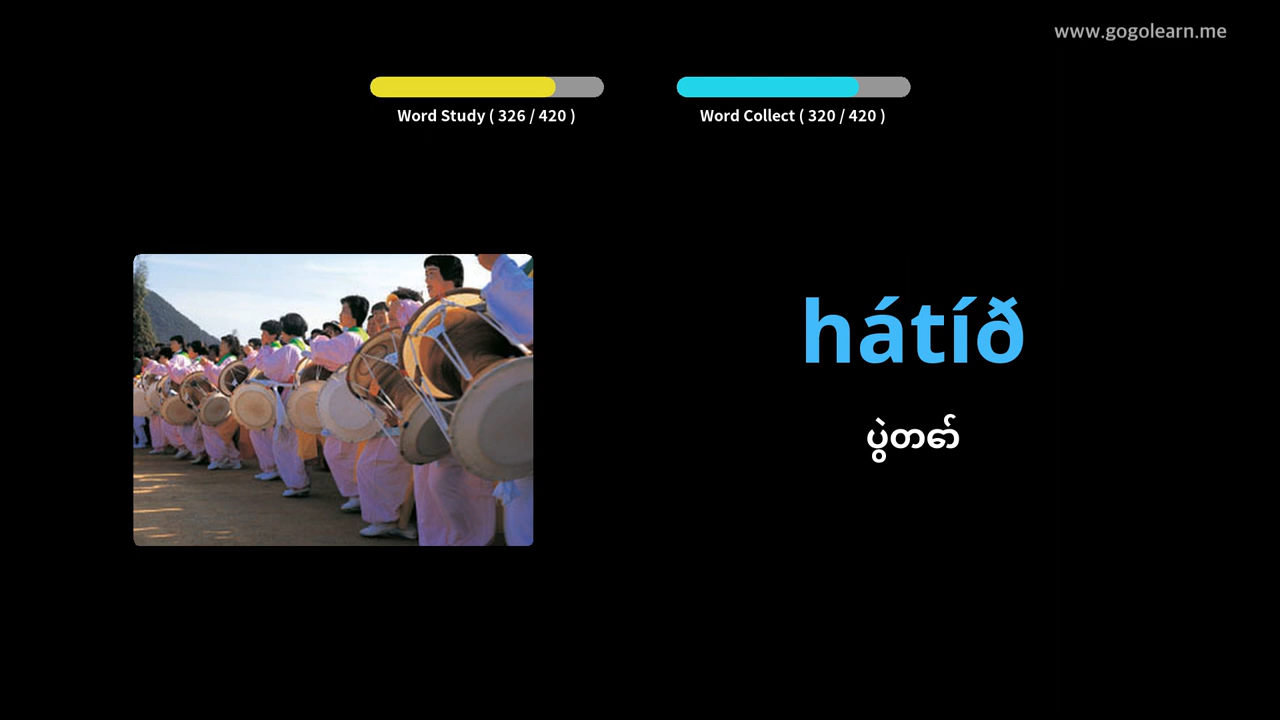 www.gogolearn.me
Word Study ( 326 / 420 )
Word Collect ( 320 / 420 )
hátíð
ပွဲတော်